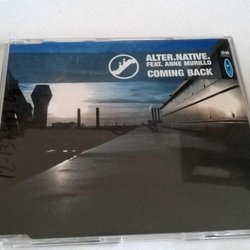 ALTER.NATIVE.
FEAT. ANNE MURILLO
COMING BACK